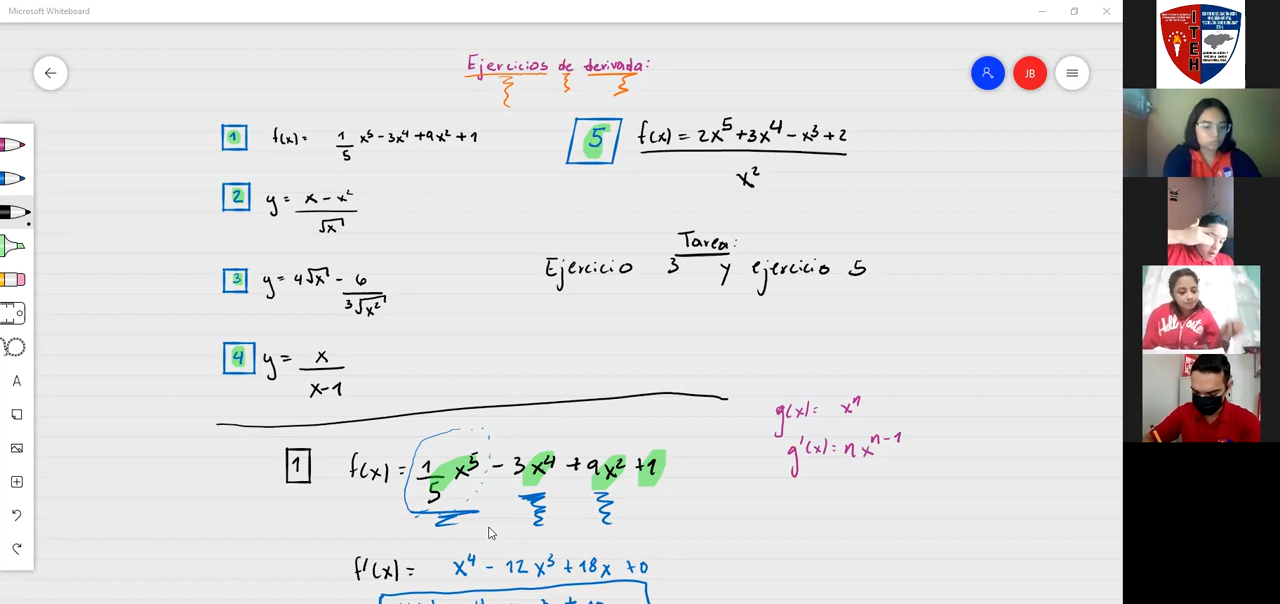 Microsoft Whiteboard
Ejercicios de derivada:
JB
1 f(x) = 1/5 x⁵ - 3x⁴ + 9x² + 1
5 f(x) = 2x⁵ + 3x⁴ - x³ + 2
x²
2 y = x - x² / √x
Tarea:
Ejercicio 3 y ejercicio 5
3 y = 4√x - 6 / ³√x²
4 y = x / x-1
g(x) = xⁿ
g'(x) = n xⁿ⁻¹
1 f(x) = 1/5 x⁵ - 3x⁴ + 9x² + 1
f'(x) = x⁴ - 12x³ + 18x + 0
ITEH
Hello
A